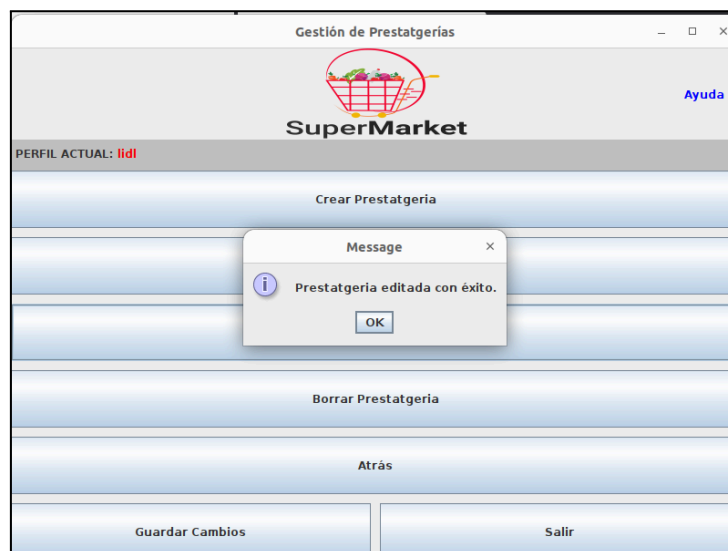 Gestión de Prestatgerías
SuperMarket
Ayuda
PERFIL ACTUAL: lidl
Crear Prestatgeria
Message
i
Prestatgeria editada con éxito.
OK
Borrar Prestatgeria
Atrás
Guardar Cambios
Salir